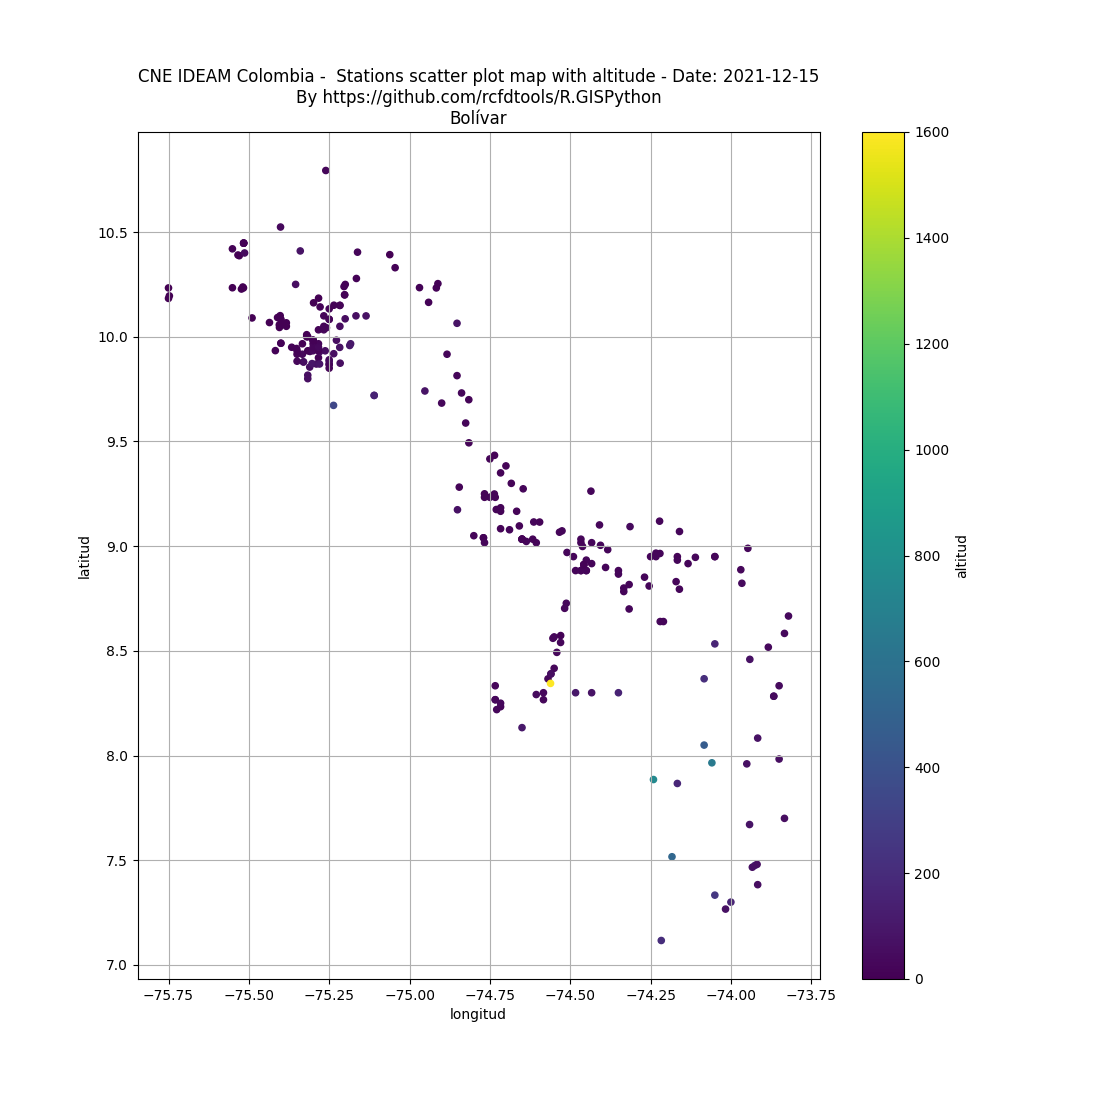 CNE IDEAM Colombia -  Stations scatter plot map with altitude - Date: 2021-12-15
By https://github.com/rcfdtools/R.GISPython
Bolívar
10.5
10.0
9.5
9.0
8.5
8.0
7.5
7.0
latitud
−75.75 −75.50 −75.25 −75.00 −74.75 −74.50 −74.25 −74.00 −73.75
longitud
1600
1400
1200
1000
800
600
400
200
0
altitud